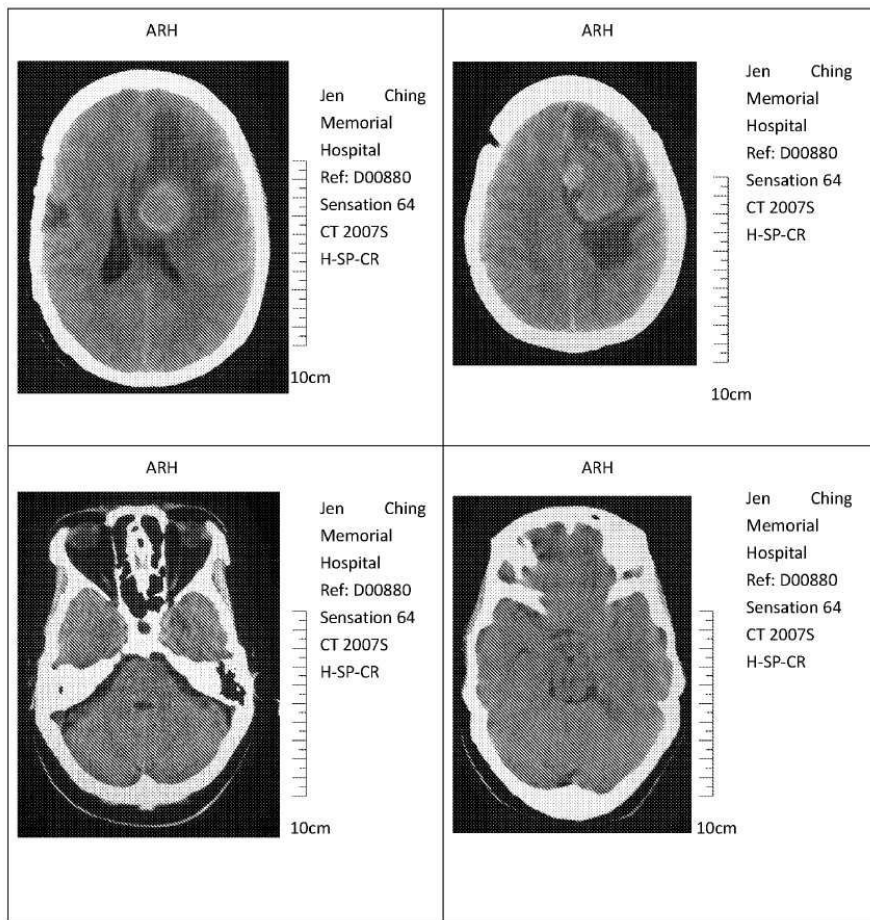 ARH
Jen Ching
Memorial
Hospital
Ref: D00880
Sensation 64
CT 2007S
H-SP-CR
10cm
ARH
Jen Ching
Memorial
Hospital
Ref: D00880
Sensation 64
CT 2007S
H-SP-CR
10cm
ARH
Jen Ching
Memorial
Hospital
Ref: D00880
Sensation 64
CT 2007S
H-SP-CR
10cm
ARH
Jen Ching
Memorial
Hospital
Ref: D00880
Sensation 64
CT 2007S
H-SP-CR
10cm